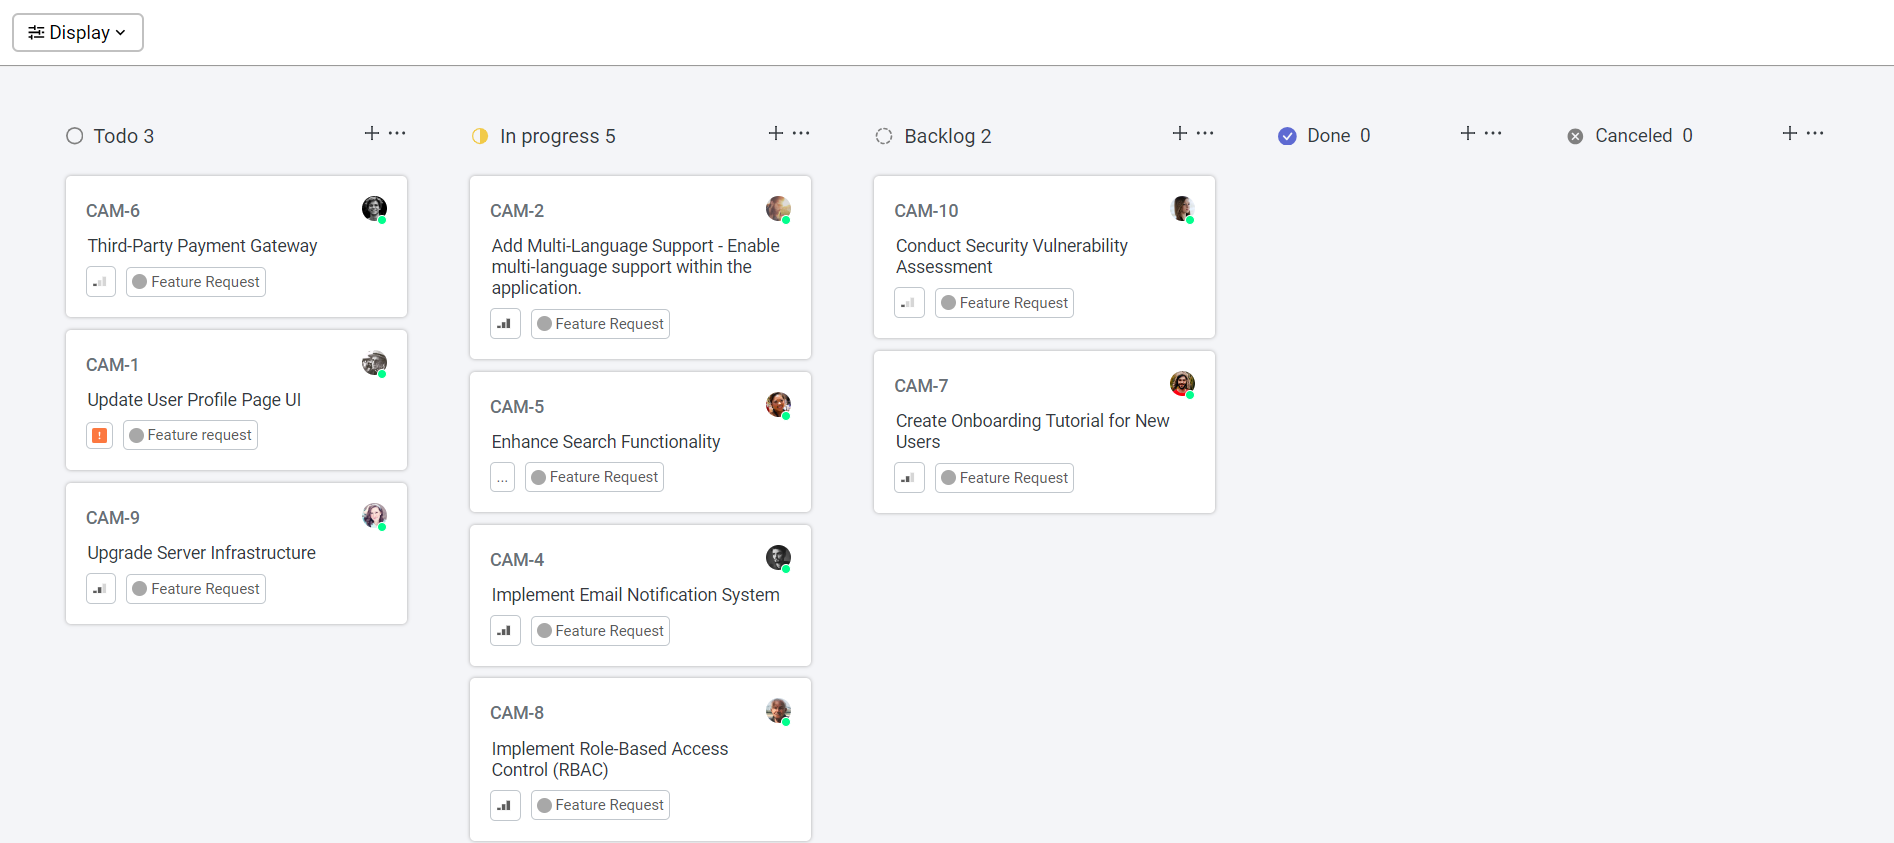 Display
Todo 3
CAM-6
Third-Party Payment Gateway
Feature Request
CAM-1
Update User Profile Page UI
!
Feature request
CAM-9
Upgrade Server Infrastructure
Feature Request
In progress 5
CAM-2
Add Multi-Language Support - Enable
multi-language support within the
application.
Feature Request
CAM-5
Enhance Search Functionality
...
Feature Request
CAM-4
Implement Email Notification System
Feature Request
CAM-8
Implement Role-Based Access
Control (RBAC)
Feature Request
Backlog 2
CAM-10
Conduct Security Vulnerability
Assessment
Feature Request
CAM-7
Create Onboarding Tutorial for New
Users
Feature Request
Done 0
Canceled 0